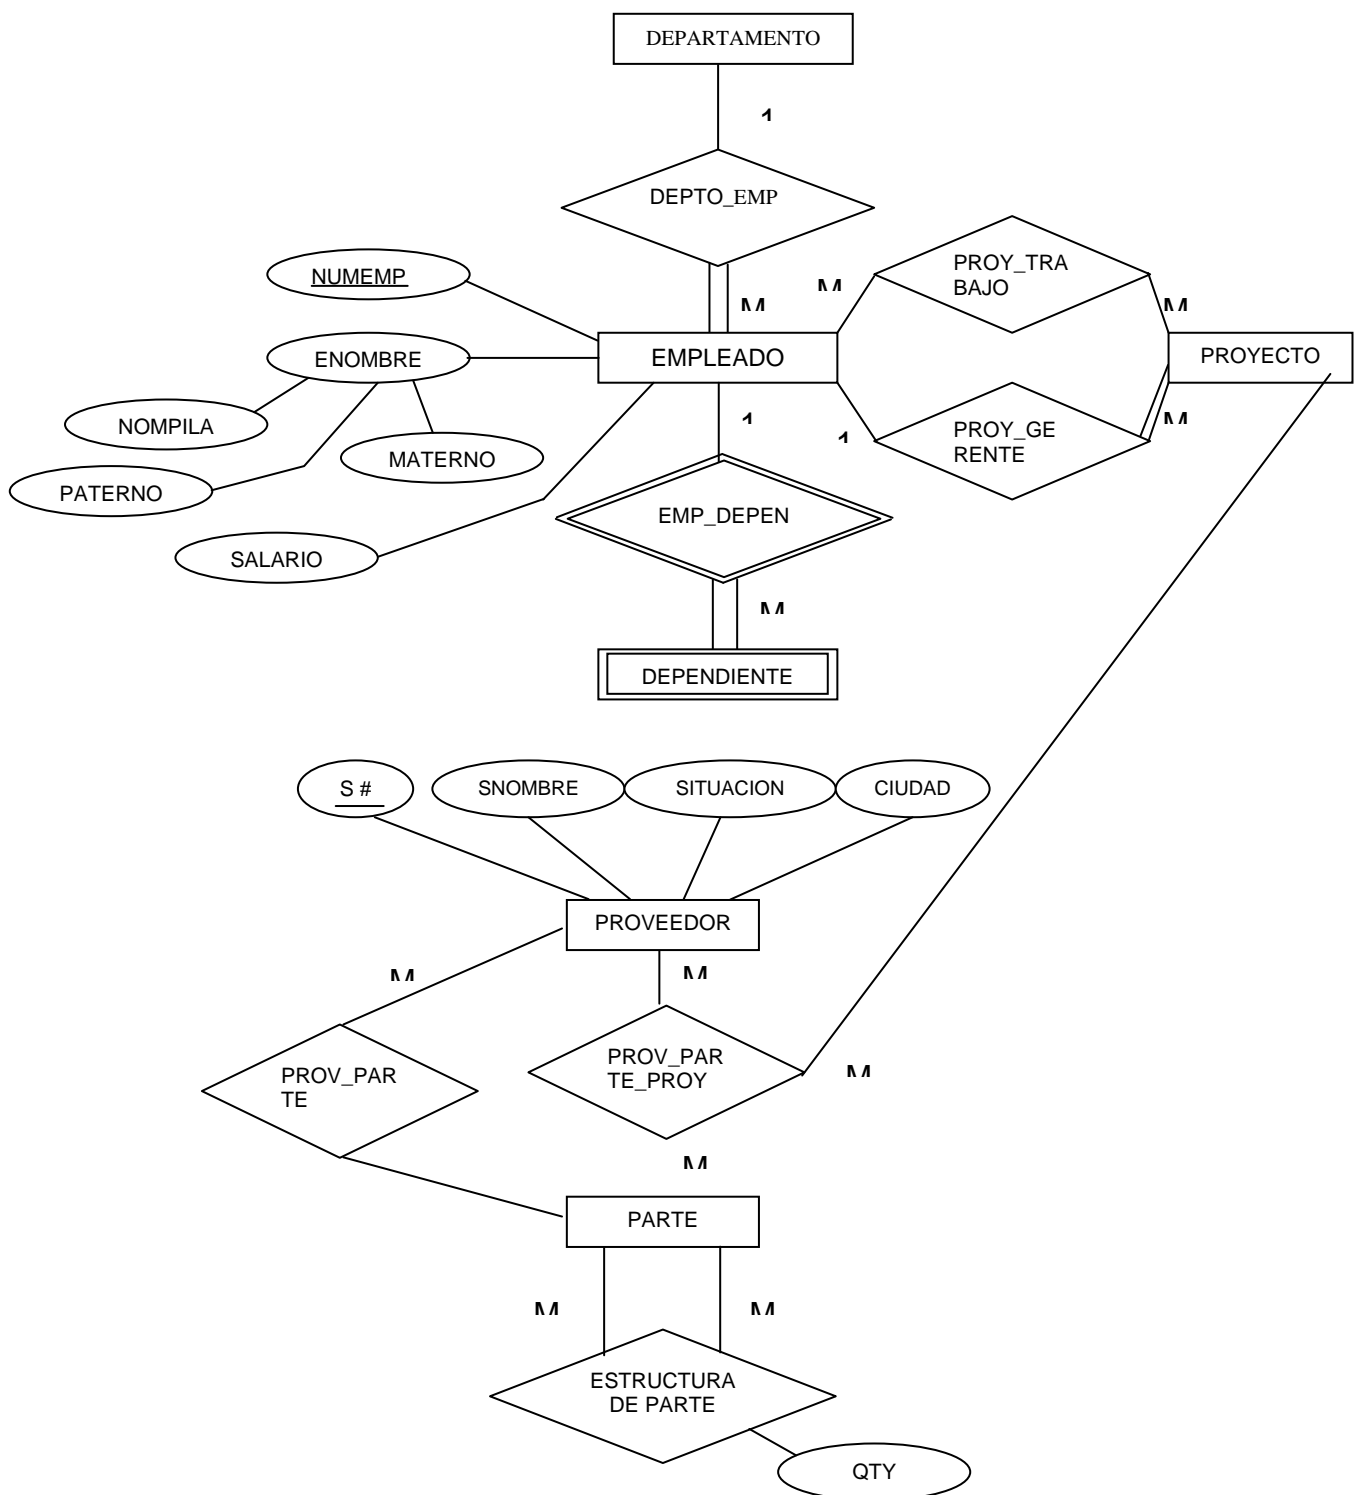 DEPARTAMENTO
1
DEPTO_EMP
NUMEMP
M
M
PROY_TRA
BAJO
M
ENOMBRE
EMPLEADO
PROYECTO
NOMPILA
MATERNO
1
1
PROY_GE
RENTE
M
PATERNO
EMP_DEPEN
SALARIO
M
DEPENDIENTE
S #
SNOMBRE
SITUACION
CIUDAD
PROVEEDOR
M
M
PROV_PAR
TE
PROV_PAR
TE_PROY
M
M
PARTE
M
M
ESTRUCTURA
DE PARTE
QTY